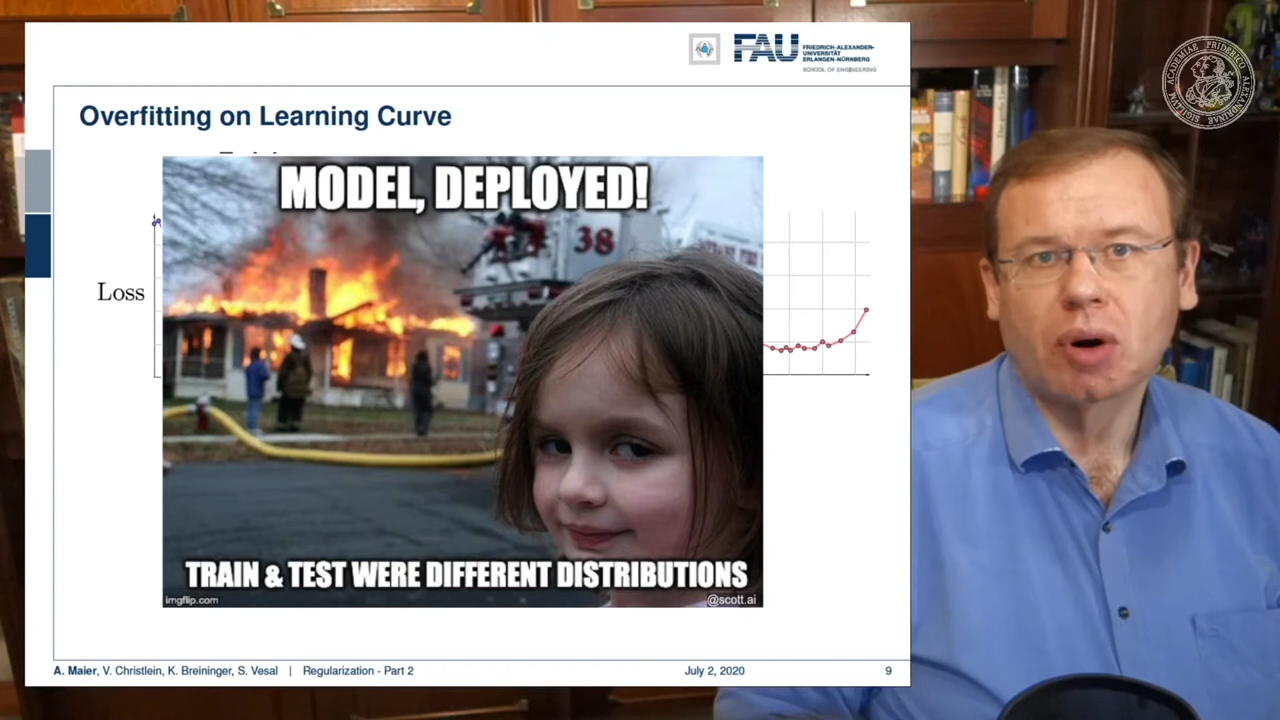 FAU
FRIEDRICH-ALEXANDER-
UNIVERSITÄT
ERLANGEN-NÜRNBERG
SCHOOL OF ENGINEERING
Overfitting on Learning Curve
MODEL, DEPLOYED!
38
Loss
TRAIN & TEST WERE DIFFERENT DISTRIBUTIONS
imgflip.com
@scott.ai
A. Maier, V. Christlein, K. Breininger, S. Vesal | Regularization - Part 2
July 2, 2020
9